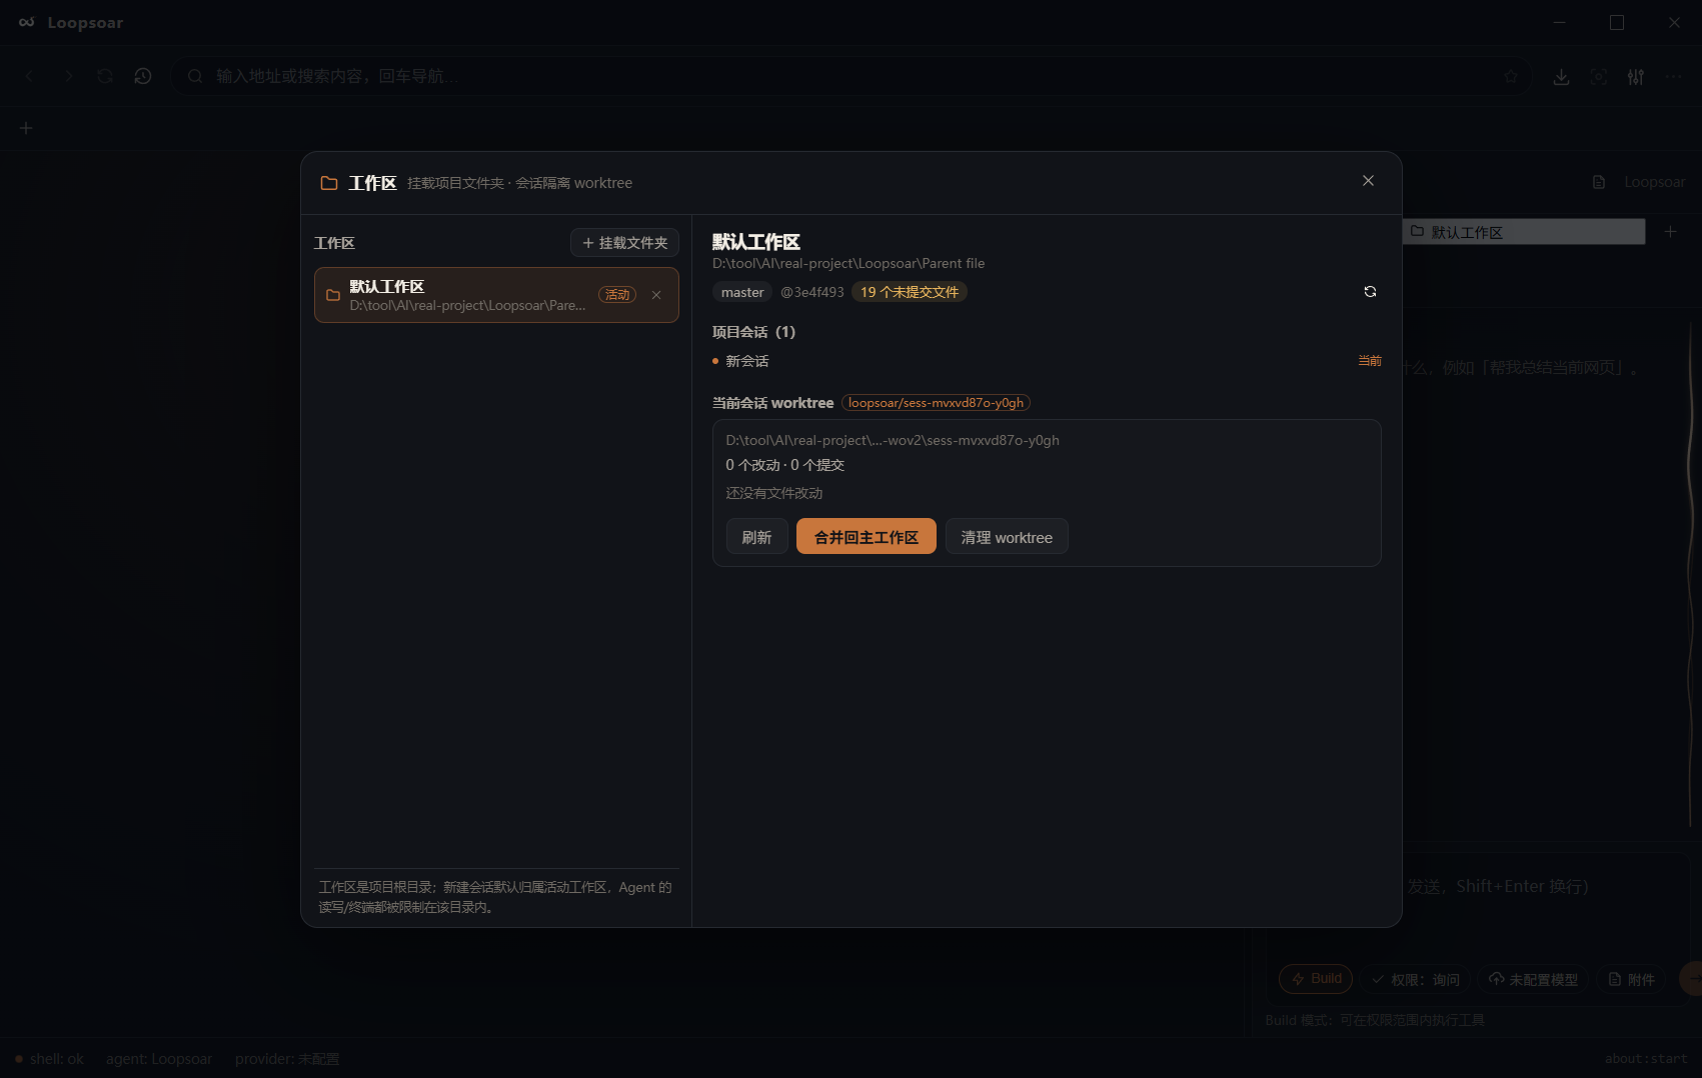 Loopsoar
输入地址或搜索内容，回车导航...
工作区 挂载项目文件夹 · 会话隔离 worktree
Loopsoar
工作区
+ 挂载文件夹
默认工作区
D:\tool\AI\real-project\Loopsoar\Pare...
活动
工作区是项目根目录；新建会话默认归属活动工作区，Agent 的
读写/终端都被限制在该目录内。
默认工作区
D:\tool\AI\real-project\Loopsoar\Parent file
master @3e4f493 19 个未提交文件
项目会话（1）
新会话 当前
当前会话 worktree loopsoar/sess-mvxvd87o-y0gh
D:\tool\AI\real-project\...-wov2\sess-mvxvd87o-y0gh
0 个改动 · 0 个提交
还没有文件改动
刷新 合并回主工作区 清理 worktree
默认工作区
什么，例如「帮我总结当前网页」。
发送，Shift+Enter 换行）
Build 权限：询问 未配置模型 附件
Build 模式：可在权限范围内执行工具
shell: ok agent: Loopsoar provider: 未配置
about:start